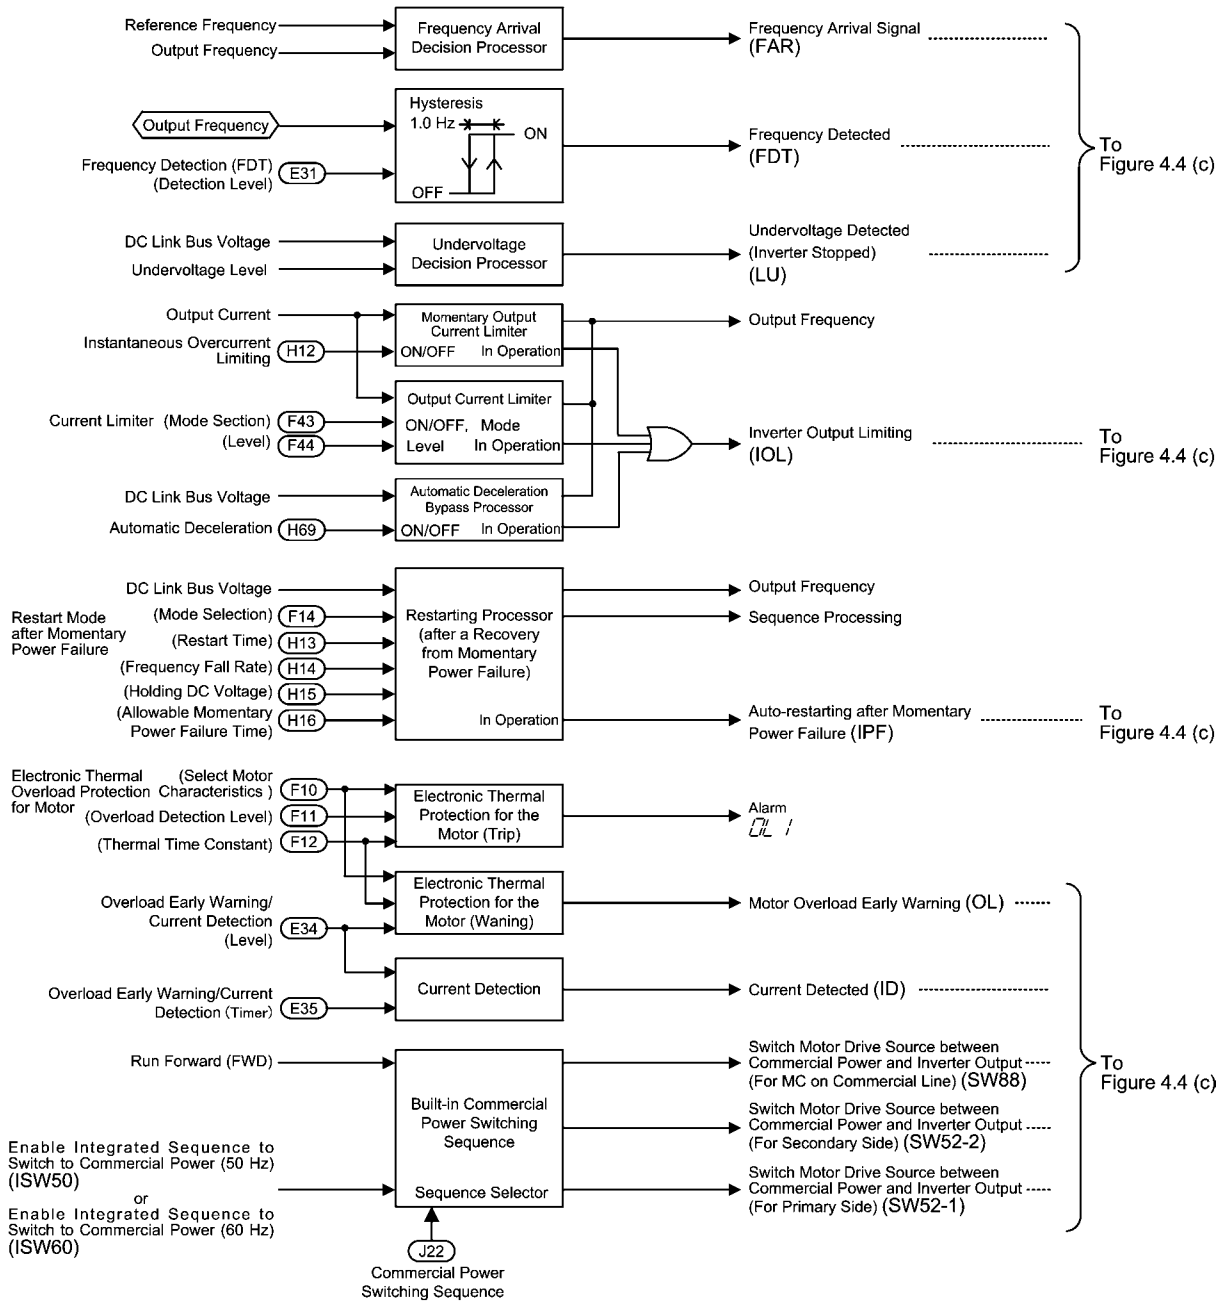 Reference Frequency
Output Frequency
Frequency Arrival
Decision Processor
Frequency Arrival Signal
(FAR)
Output Frequency
Frequency Detection (FDT)
(Detection Level)
E31
Hysteresis
1.0 Hz
ON
OFF
Frequency Detected
(FDT)
To
Figure 4.4 (c)
DC Link Bus Voltage
Undervoltage Level
Undervoltage
Decision Processor
Undervoltage Detected
(Inverter Stopped)
(LU)
Output Current
Instantaneous Overcurrent
Limiting
H12
Momentary Output
Current Limiter
ON/OFF In Operation
Output Frequency
Current Limiter (Mode Section)
F43
(Level)
F44
Output Current Limiter
ON/OFF, Mode
Level In Operation
Inverter Output Limiting
(IOL)
To
Figure 4.4 (c)
DC Link Bus Voltage
Automatic Deceleration
H69
Automatic Deceleration
Bypass Processor
ON/OFF In Operation
Restart Mode
after Momentary
Power Failure
DC Link Bus Voltage
(Mode Selection)
F14
(Restart Time)
H13
(Frequency Fall Rate)
H14
(Holding DC Voltage)
H15
(Allowable Momentary
Power Failure Time)
H16
Restarting Processor
(after a Recovery
from Momentary
Power Failure)
In Operation
Output Frequency
Sequence Processing
Auto-restarting after Momentary
Power Failure (IPF)
To
Figure 4.4 (c)
Electronic Thermal
Overload Protection
for Motor
(Select Motor
Characteristics )
F10
(Overload Detection Level)
F11
(Thermal Time Constant)
F12
Electronic Thermal
Protection for the
Motor (Trip)
Alarm
OL 1
Overload Early Warning/
Current Detection
(Level)
E34
Electronic Thermal
Protection for the
Motor (Waning)
Motor Overload Early Warning (OL)
Overload Early Warning/Current
Detection (Timer)
E35
Current Detection
Current Detected (ID)
Run Forward (FWD)
Enable Integrated Sequence to
Switch to Commercial Power (50 Hz)
(ISW50)
or
Enable Integrated Sequence to
Switch to Commercial Power (60 Hz)
(ISW60)
Built-in Commercial
Power Switching
Sequence
Sequence Selector
J22
Commercial Power
Switching Sequence
Switch Motor Drive Source between
Commercial Power and Inverter Output
(For MC on Commercial Line) (SW88)
Switch Motor Drive Source between
Commercial Power and Inverter Output
(For Secondary Side) (SW52-2)
Switch Motor Drive Source between
Commercial Power and Inverter Output
(For Primary Side) (SW52-1)
To
Figure 4.4 (c)